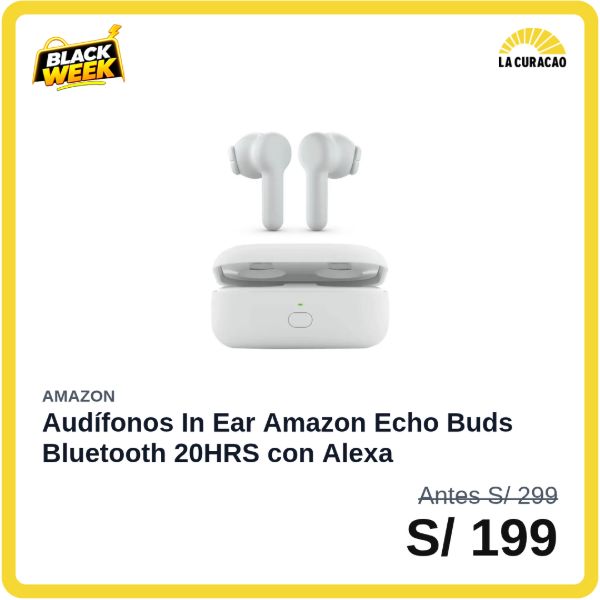 BLACK
WEEK
LA CURACAO
AMAZON
Audífonos In Ear Amazon Echo Buds
Bluetooth 20HRS con Alexa
Antes S/ 299
S/ 199